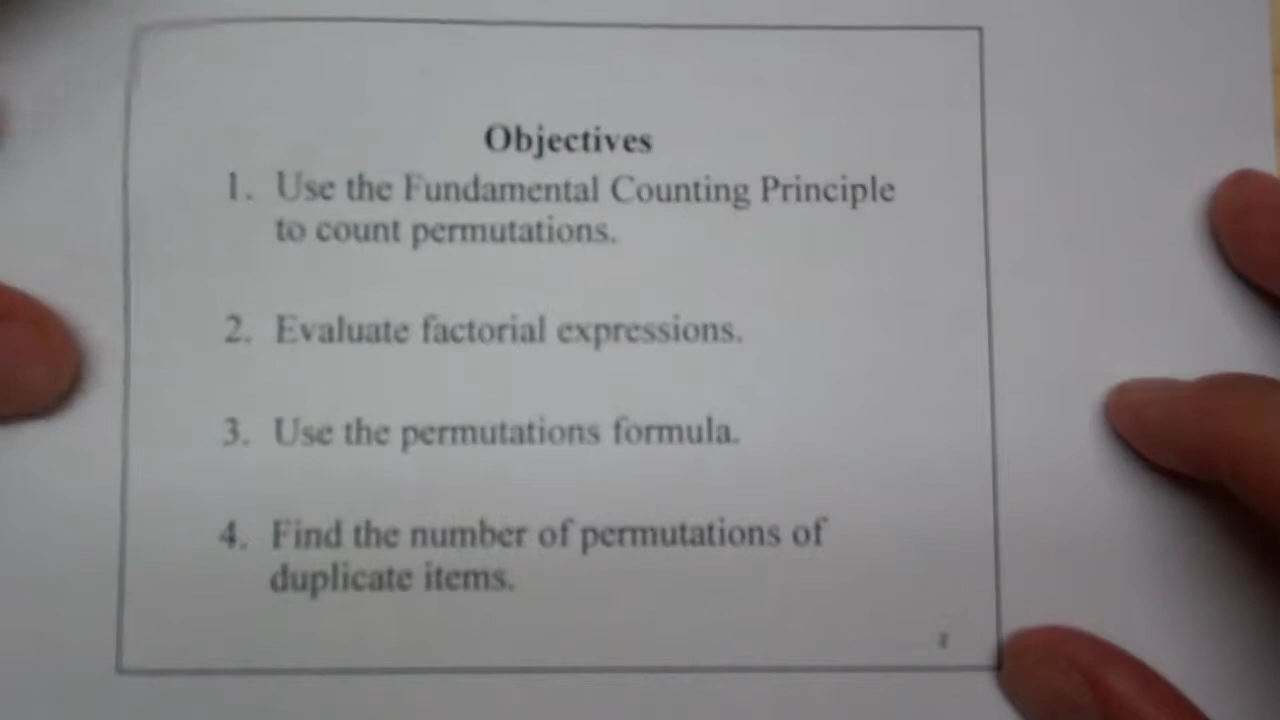 Objectives
1. Use the Fundamental Counting Principle
to count permutations.
2. Evaluate factorial expressions.
3. Use the permutations formula.
4. Find the number of permutations of
duplicate items.